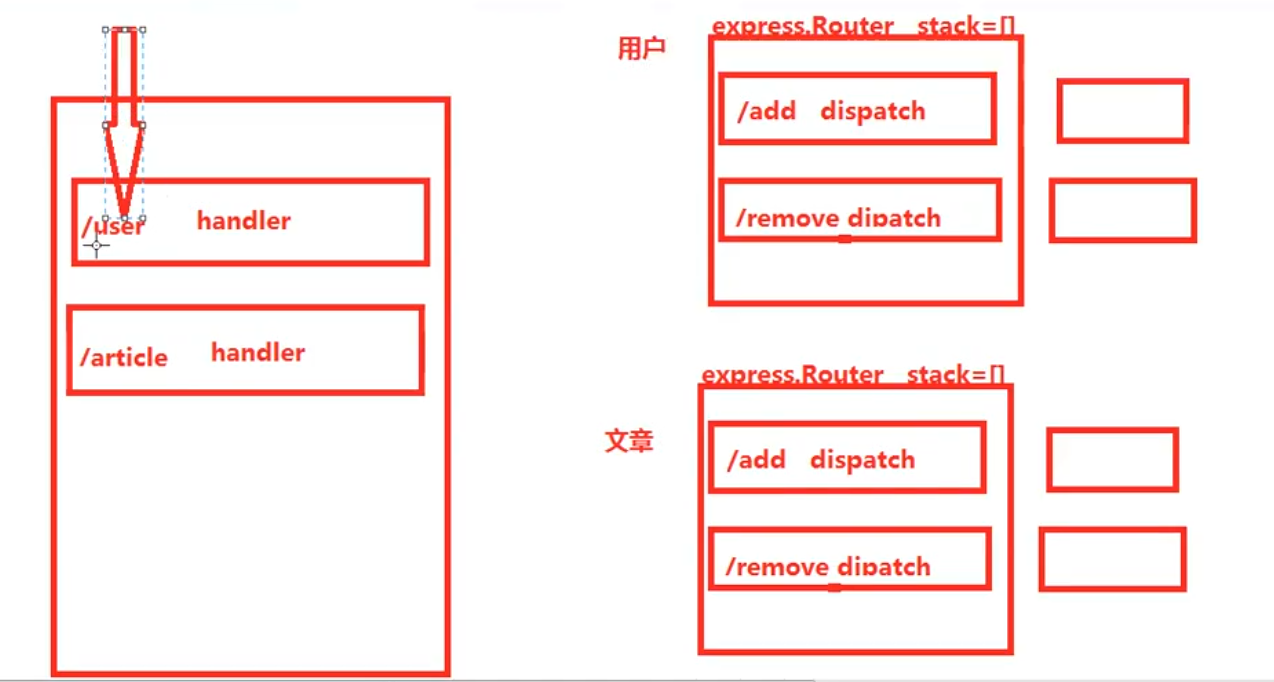 /user handler
/article handler
用户
express.Router stack=[]
/add dispatch
/remove dipatch
文章
express.Router stack=[]
/add dispatch
/remove dipatch